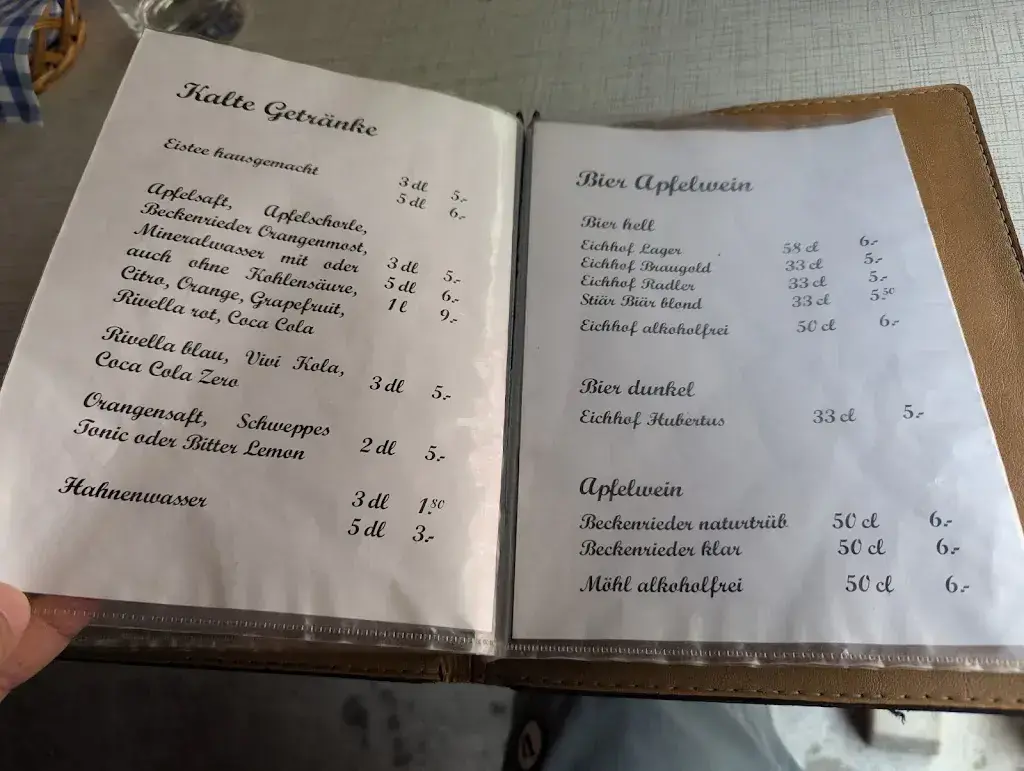 Kalte Getränke
Eistee hausgemacht 3 dl 5.-
5 dl 6.-
Apfelsaft, Apfelschorle,
Beckenrieder Orangenmost,
Mineralwasser mit oder 3 dl 5.-
auch ohne Kohlensäure, 5 dl 6.-
Citro, Orange, Grapefruit, 1 l 9.-
Rivella rot, Coca Cola
Rivella blau, Vivi Kola,
Coca Cola Zero 3 dl 5.-
Orangensaft, Schweppes
Tonic oder Bitter Lemon 2 dl 5.-
Hahnenwasser 3 dl 1.80
5 dl 3.-
Bier Apfelwein
Bier hell
Eichhof Lager 58 cl 6.-
Eichhof Braugold 33 cl 5.-
Eichhof Radler 33 cl 5.-
Stiär Biär blond 33 cl 5.50
Eichhof alkoholfrei 50 cl 6.-
Bier dunkel
Eichhof Hubertus 33 cl 5.-
Apfelwein
Beckenrieder naturtrüb 50 cl 6.-
Beckenrieder klar 50 cl 6.-
Möhl alkoholfrei 50 cl 6.-